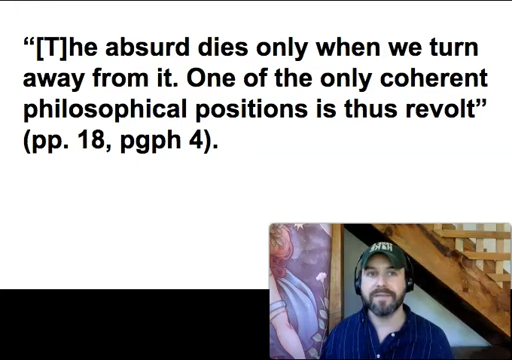 “[T]he absurd dies only when we turn
away from it. One of the only coherent
philosophical positions is thus revolt”
(pp. 18, pgph 4).